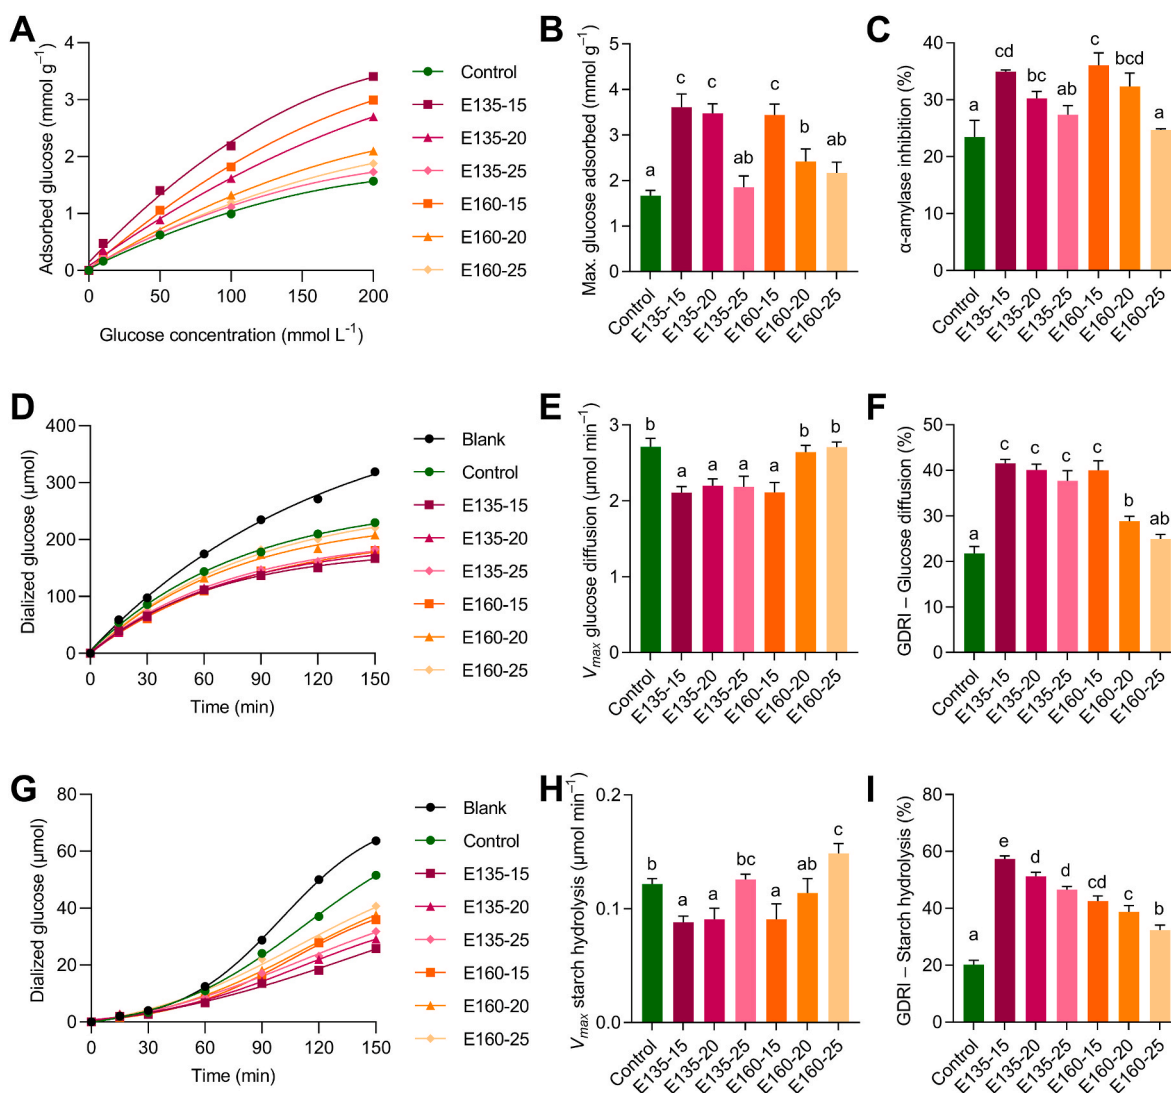 A
Adsorbed glucose (mmol g⁻¹)
4
3
2
1
0
0
50
100
150
200
Glucose concentration (mmol L⁻¹)
Control
E135-15
E135-20
E135-25
E160-15
E160-20
E160-25
B
Max. glucose adsorbed (mmol g⁻¹)
5
4
3
2
1
0
a
c
c
ab
c
b
ab
Control
E135-15
E135-20
E135-25
E160-15
E160-20
E160-25
C
α-amylase inhibition (%)
40
30
20
10
0
a
cd
bc
ab
c
bcd
a
Control
E135-15
E135-20
E135-25
E160-15
E160-20
E160-25
D
Dialized glucose (μmol)
400
300
200
100
0
0
30
60
90
120
150
Time (min)
Blank
Control
E135-15
E135-20
E135-25
E160-15
E160-20
E160-25
E
Vmax glucose diffusion (μmol min⁻¹)
3
2
1
0
b
a
a
a
a
b
b
Control
E135-15
E135-20
E135-25
E160-15
E160-20
E160-25
F
GDRI – Glucose diffusion (%)
50
40
30
20
10
0
a
c
c
c
c
b
ab
Control
E135-15
E135-20
E135-25
E160-15
E160-20
E160-25
G
Dialized glucose (μmol)
80
60
40
20
0
0
30
60
90
120
150
Time (min)
Blank
Control
E135-15
E135-20
E135-25
E160-15
E160-20
E160-25
H
Vmax starch hydrolysis (μmol min⁻¹)
0.2
0.1
0.0
b
a
a
bc
a
ab
c
Control
E135-15
E135-20
E135-25
E160-15
E160-20
E160-25
I
GDRI – Starch hydrolysis (%)
80
60
40
20
0
a
e
d
d
cd
c
b
Control
E135-15
E135-20
E135-25
E160-15
E160-20
E160-25